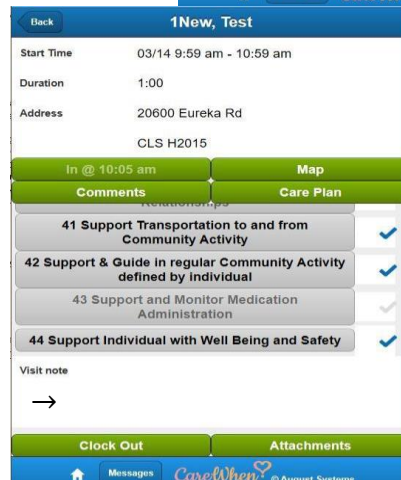 Back
1New, Test
Start Time 03/14 9:59 am - 10:59 am
Duration 1:00
Address 20600 Eureka Rd
CLS H2015
In @ 10:05 am Map
Comments Care Plan
Relationships
41 Support Transportation to and from
Community Activity
42 Support & Guide in regular Community Activity
defined by individual
43 Support and Monitor Medication
Administration
44 Support Individual with Well Being and Safety
Visit note
Clock Out Attachments
Messages CareWhen? © August Systems